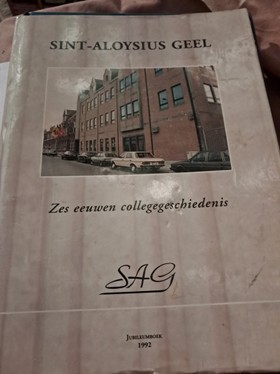 SINT-ALOYSIUS GEEL
Zes eeuwen collegegeschiedenis
SAG
JUBILEUMBOEK
1992